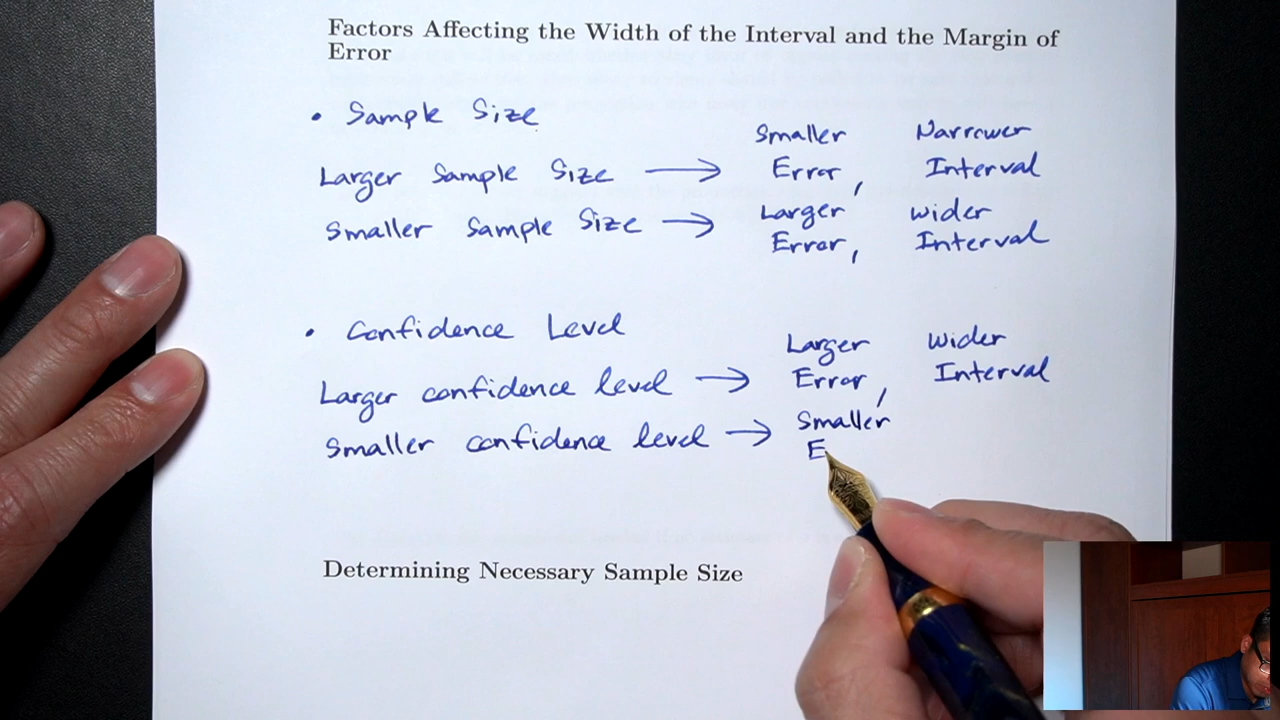 Factors Affecting the Width of the Interval and the Margin of
Error
• Sample Size
Larger Sample Size → Smaller Error, Narrower Interval
Smaller Sample Size → Larger Error, wider Interval
• Confidence Level
Larger confidence level → Larger Error, wider Interval
Smaller confidence level → Smaller E
Determining Necessary Sample Size